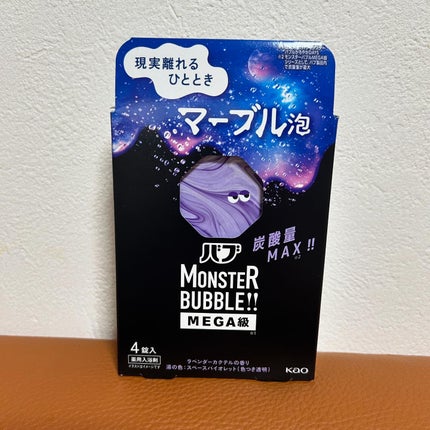 現実離れる
ひととき
マーブル泡
炭酸量
MAX!!
バブ
MONSTER
BUBBLE!!
MEGA級
4錠入
薬用入浴剤
ラベンダーカクテルの香り
湯の色:スペースバイオレット(色つき透明)
Kao